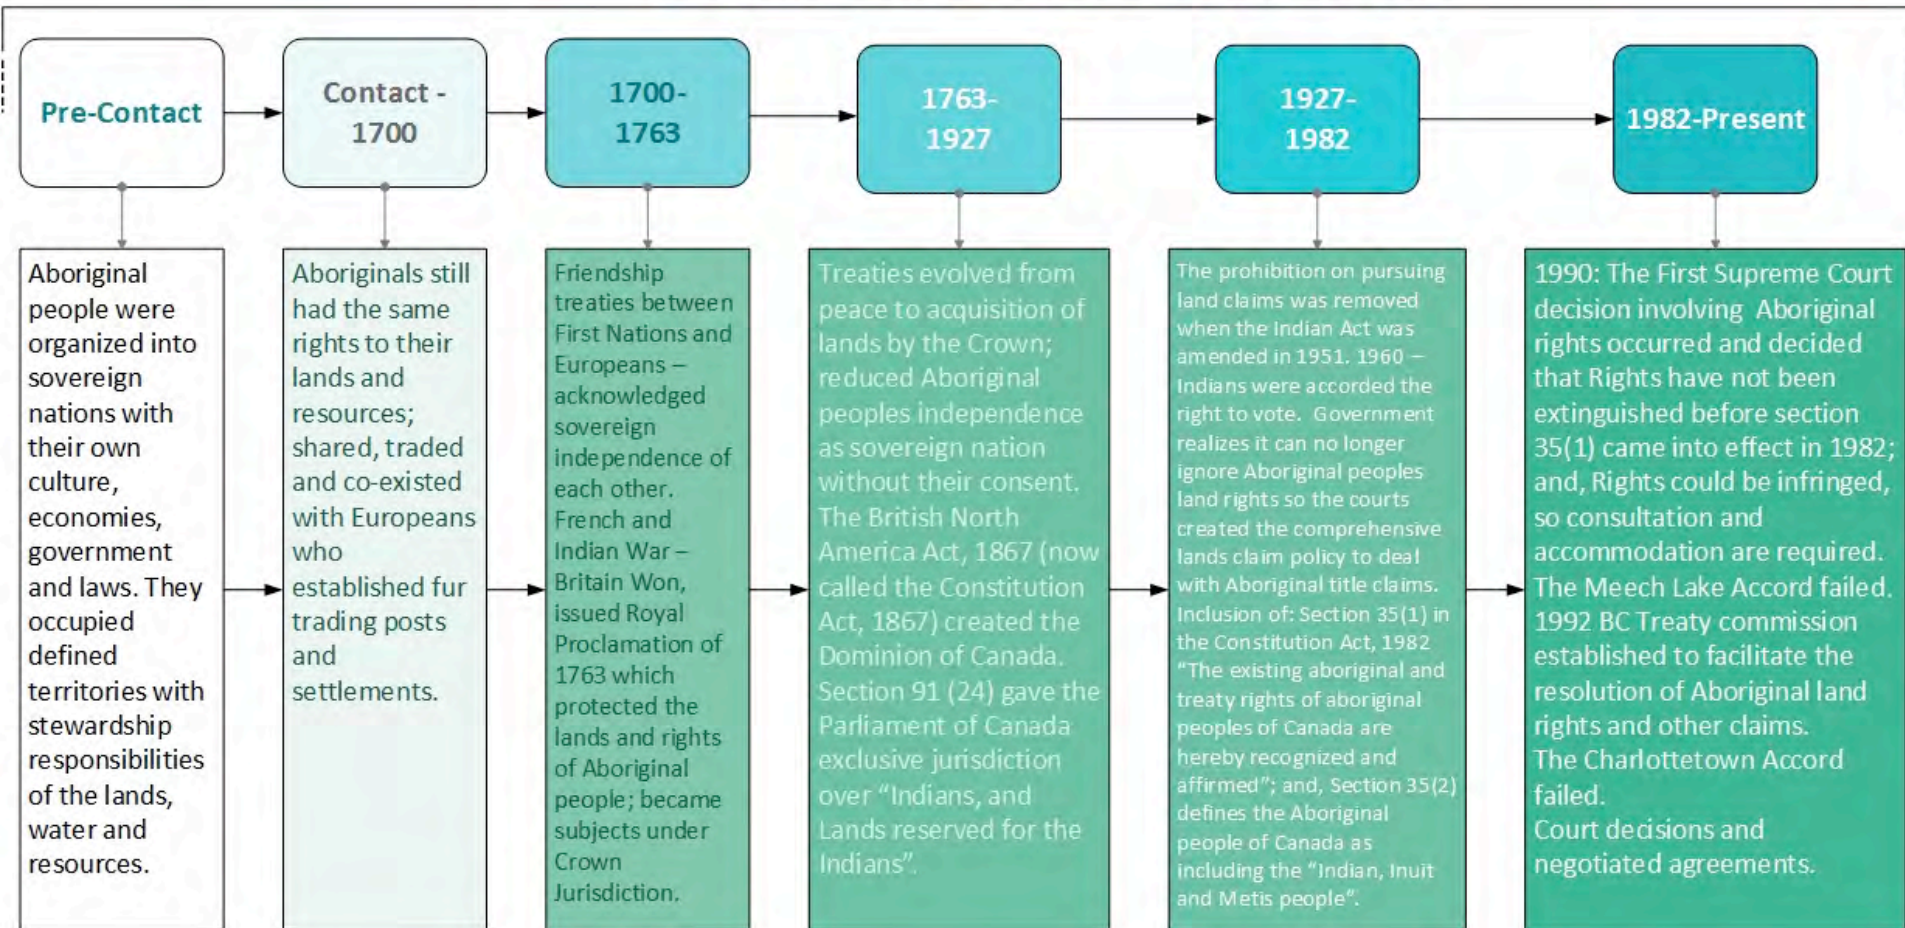 Pre-Contact
Contact -
1700
1700-
1763
1763-
1927
1927-
1982
1982-Present
Aboriginal
people were
organized into
sovereign
nations with
their own
culture,
economies,
government
and laws. They
occupied
defined
territories with
stewardship
responsibilities
of the lands,
water and
resources.
Aboriginals still
had the same
rights to their
lands and
resources;
shared, traded
and co-existed
with Europeans
who
established fur
trading posts
and
settlements.
Friendship
treaties between
First Nations and
Europeans –
acknowledged
sovereign
independence of
each other.
French and
Indian War –
Britain Won,
issued Royal
Proclamation of
1763 which
protected the
lands and rights
of Aboriginal
people; became
subjects under
Crown
Jurisdiction.
Treaties evolved from
peace to acquisition of
lands by the Crown;
reduced Aboriginal
peoples independence
as sovereign nation
without their consent.
The British North
America Act, 1867 (now
called the Constitution
Act, 1867) created the
Dominion of Canada.
Section 91 (24) gave the
Parliament of Canada
exclusive jurisdiction
over “Indians, and
Lands reserved for the
Indians”.
The prohibition on pursuing
land claims was removed
when the Indian Act was
amended in 1951. 1960 –
Indians were accorded the
right to vote. Government
realizes it can no longer
ignore Aboriginal peoples
land rights so the courts
created the comprehensive
lands claim policy to deal
with Aboriginal title claims.
Inclusion of: Section 35(1) in
the Constitution Act, 1982
“The existing aboriginal and
treaty rights of aboriginal
peoples of Canada are
hereby recognized and
affirmed”; and, Section 35(2)
defines the Aboriginal
people of Canada as
including the “Indian, Inuit
and Metis people”.
1990: The First Supreme Court
decision involving Aboriginal
rights occurred and decided
that Rights have not been
extinguished before section
35(1) came into effect in 1982;
and, Rights could be infringed,
so consultation and
accommodation are required.
The Meech Lake Accord failed.
1992 BC Treaty commission
established to facilitate the
resolution of Aboriginal land
rights and other claims.
The Charlottetown Accord
failed.
Court decisions and
negotiated agreements.